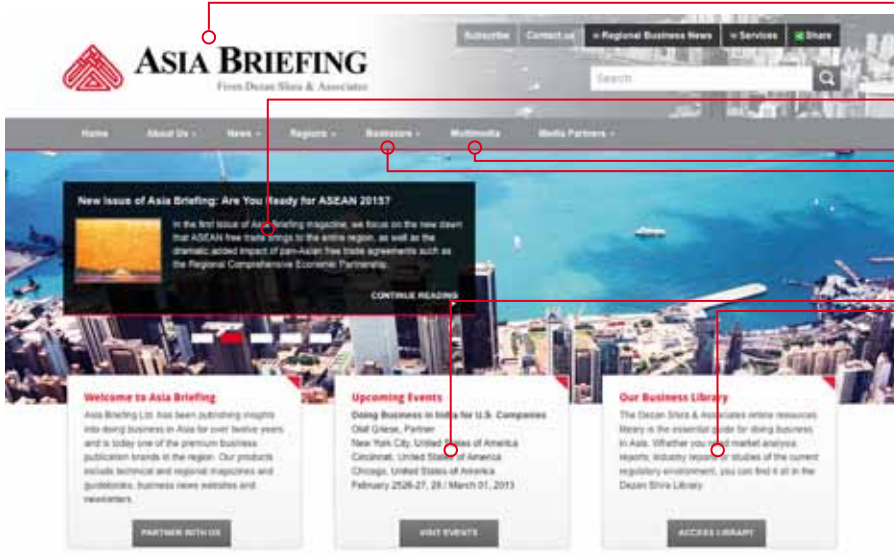 Subscribe
Contact us
Regional Business News
Services
Share
ASIA BRIEFING
From Dezan Shira & Associates
Search
Home
About Us
News
Regions
Bookstore
Multimedia
Media Partners
New Issue of Asia Briefing: Are You Ready for ASEAN 2015?
In the first issue of Asia Briefing magazine, we focus on the new dawn
that ASEAN free trade brings to the entire region, as well as the
dramatic added impact of pan-Asian free trade agreements such as
the Regional Comprehensive Economic Partnership.
CONTINUE READING
Welcome to Asia Briefing
Asia Briefing Ltd. has been publishing insights
into doing business in Asia for over twelve years
and is today one of the premium business
publication brands in the region. Our products
include technical and regional magazines and
guidebooks, business news websites and
newsletters.
PARTNER WITH US
Upcoming Events
Doing Business in India for U.S. Companies
Olaf Griese, Partner
New York City, United States of America
Cincinnati, United States of America
Chicago, United States of America
February 2526-27, 28 / March 01, 2013
VISIT EVENTS
Our Business Library
The Dezan Shira & Associates online resources
library is the essential guide for doing business
in Asia. Whether you need market analysis
reports, industry reports or studies of the current
regulatory environment, you can find it all in the
Dezan Shira Library.
ACCESS LIBRARY